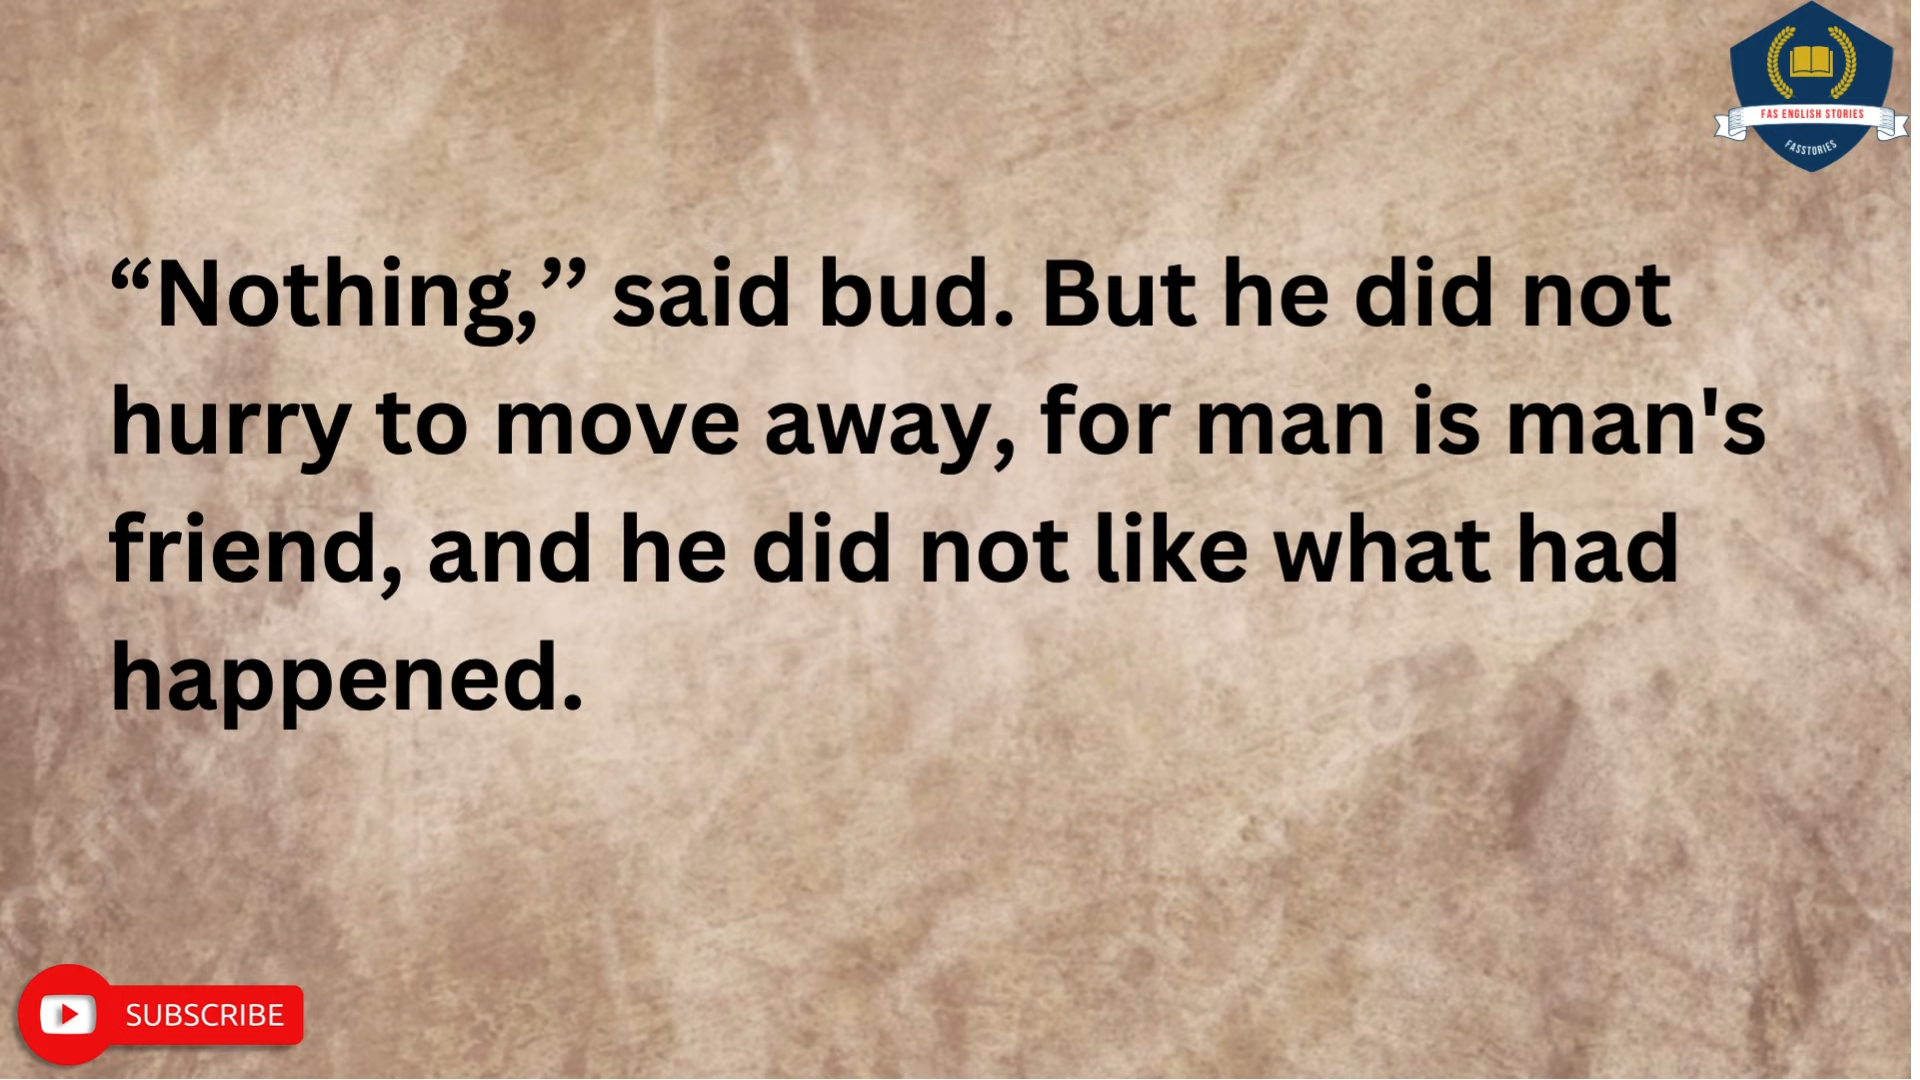 FAS ENGLISH STORIES
FASSTORIES
“Nothing,” said bud. But he did not
hurry to move away, for man is man's
friend, and he did not like what had
happened.
SUBSCRIBE